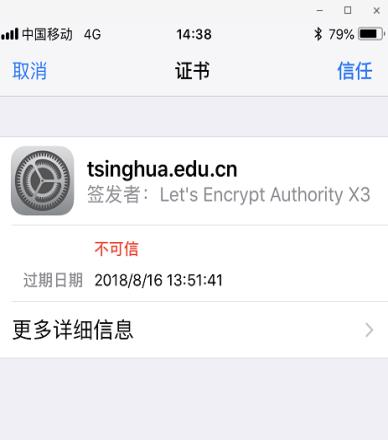 中国移动 4G 14:38 79%
取消 证书 信任
tsinghua.edu.cn
签发者：Let's Encrypt Authority X3
不可信
过期日期 2018/8/16 13:51:41
更多详细信息